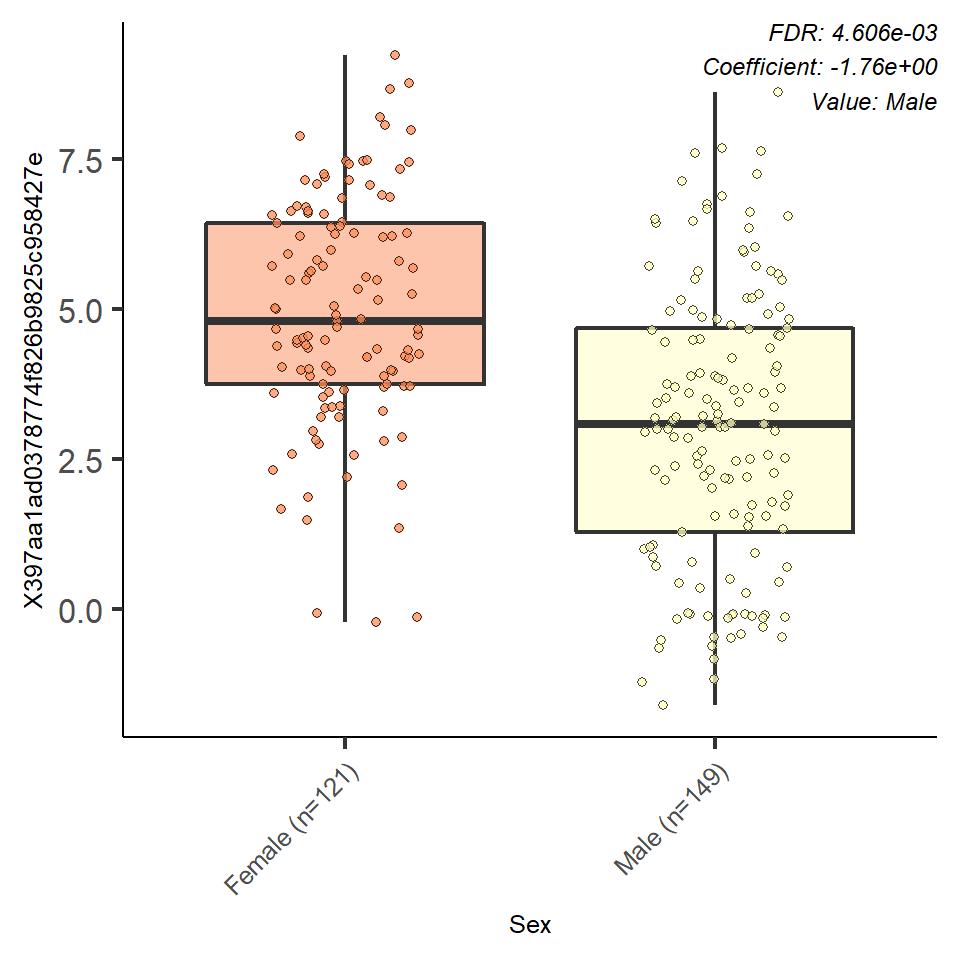 FDR: 4.606e-03
Coefficient: -1.76e+00
Value: Male
X397aa1ad0378774f826b9825c958427e
7.5
5.0
2.5
0.0
Female (n=121)
Male (n=149)
Sex